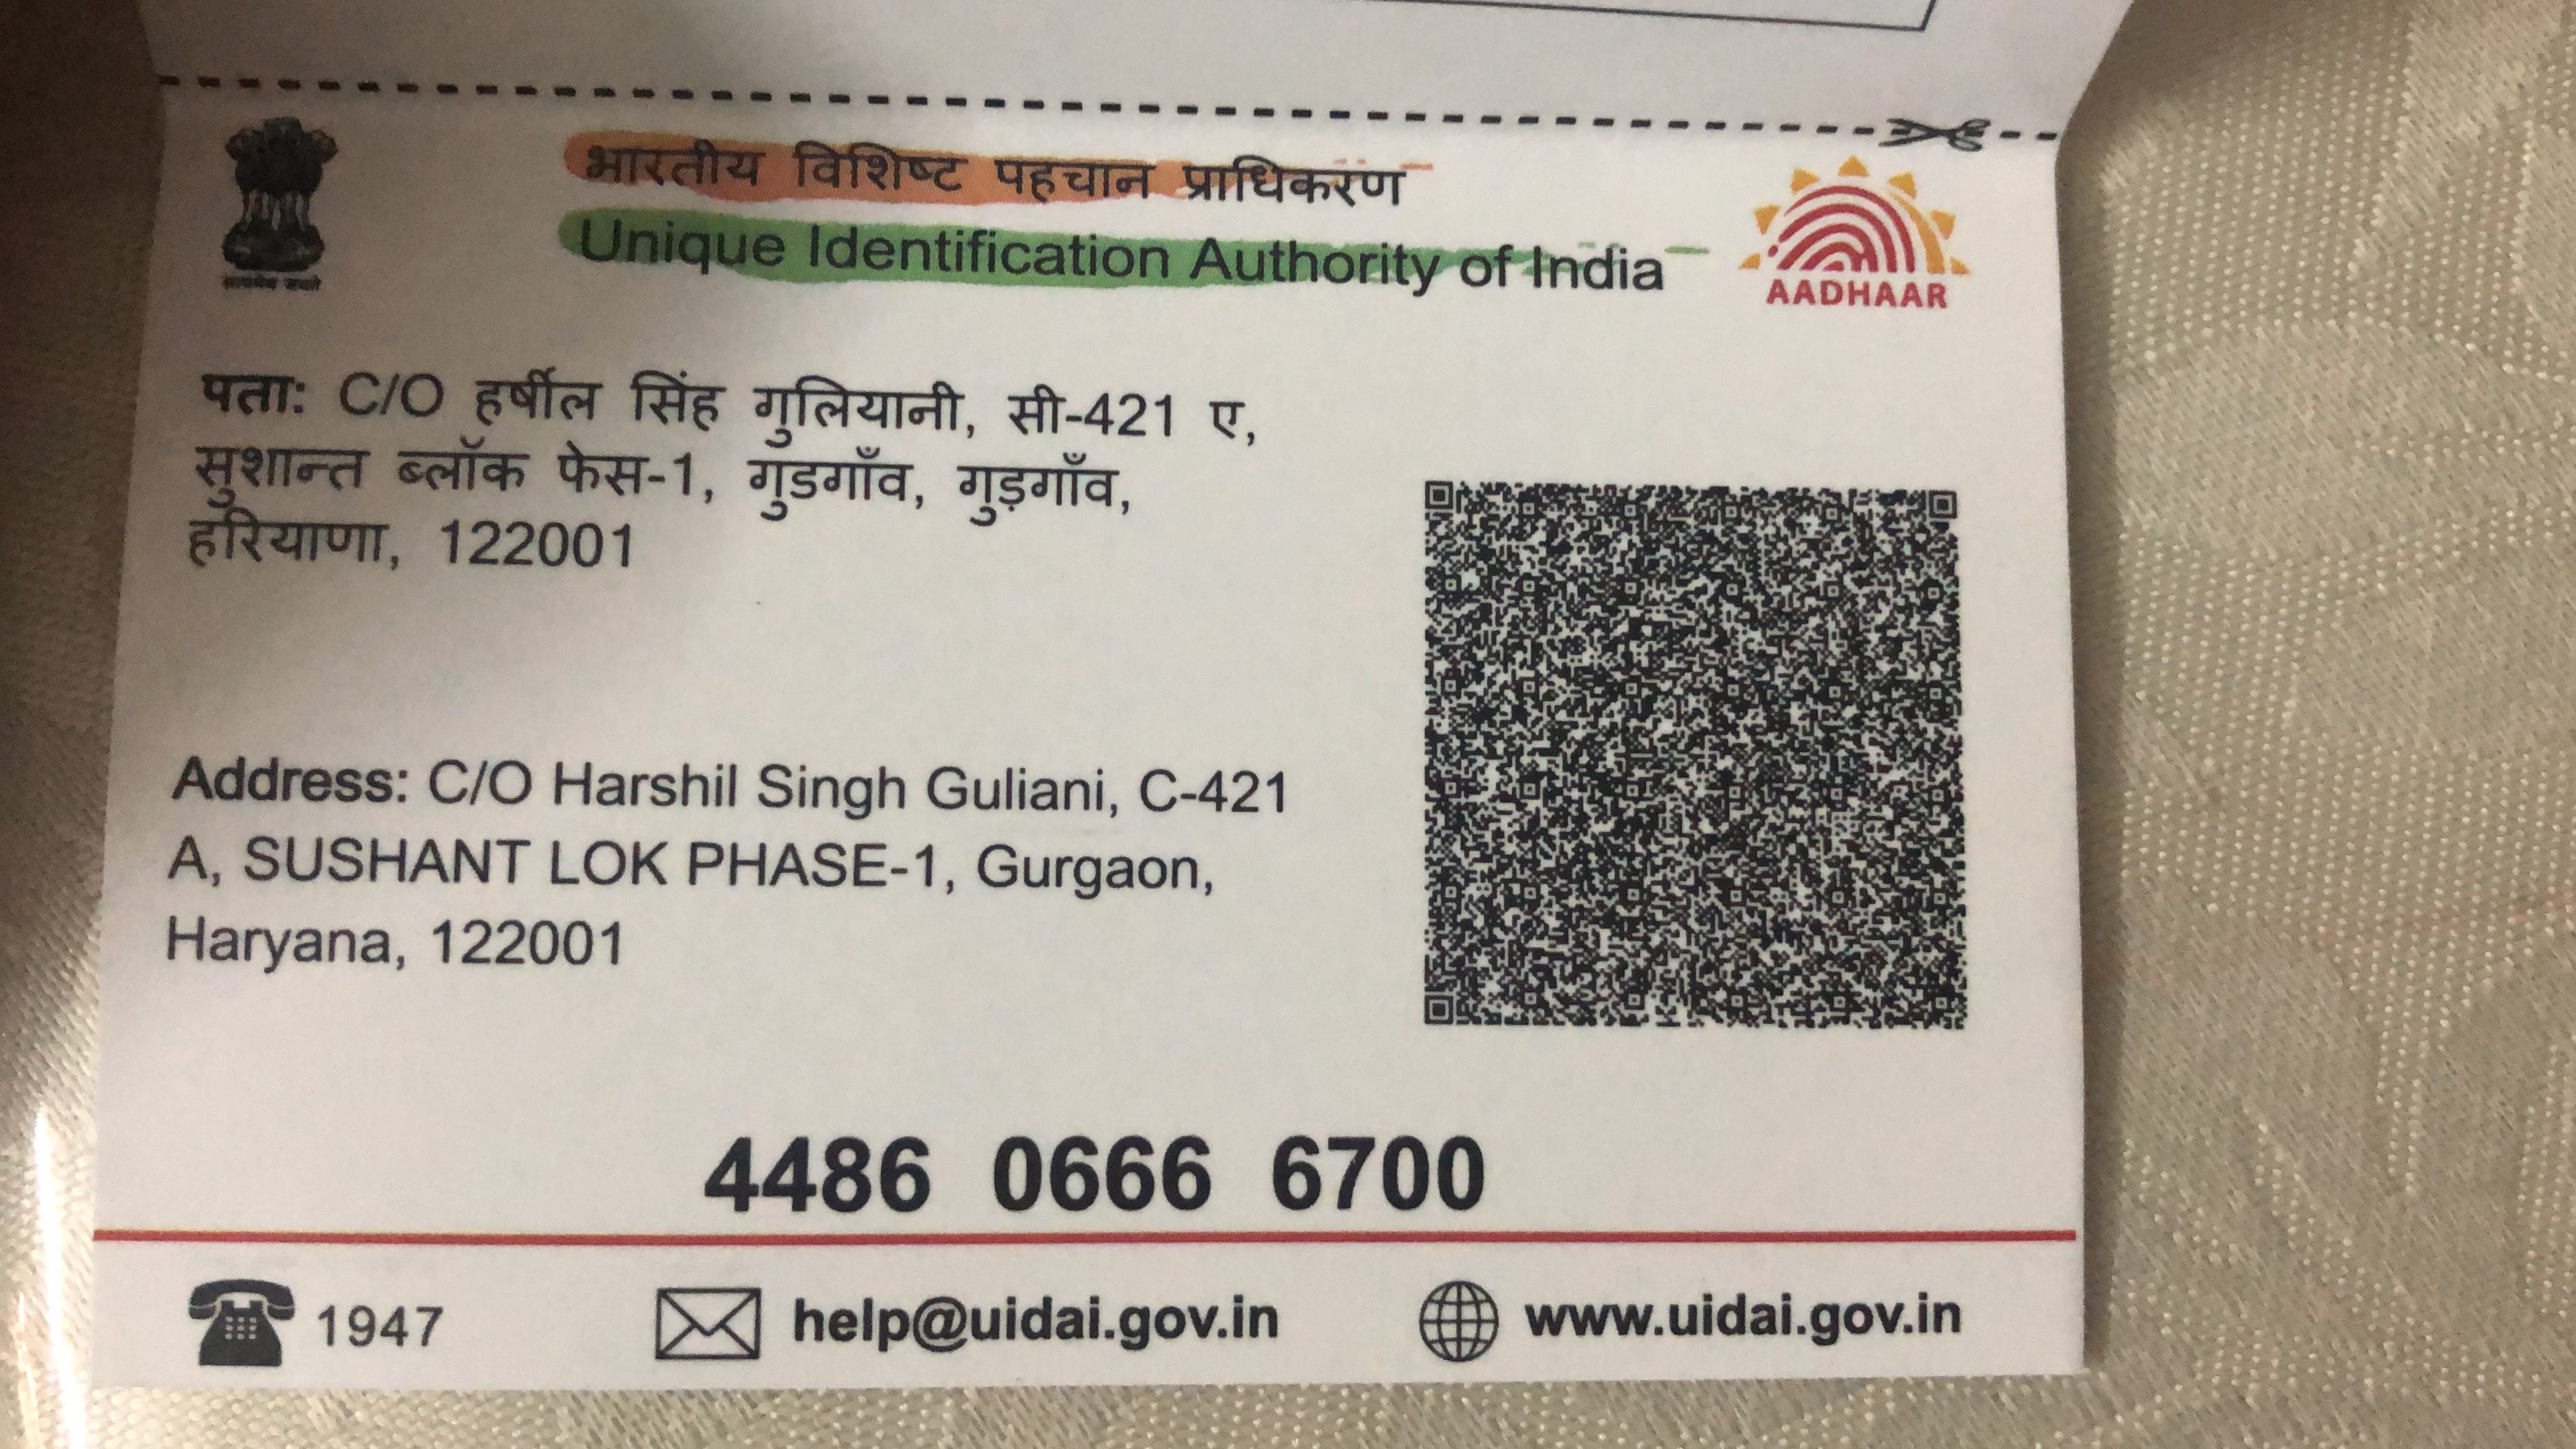 भारतीय विशिष्ट पहचान प्राधिकरण
Unique Identification Authority of India
AADHAAR
पता: C/O हर्षील सिंह गुलियानी, सी-421 ए,
सुशान्त ब्लॉक फेस-1, गुडगाँव, गुड़गाँव,
हरियाणा, 122001
Address: C/O Harshil Singh Guliani, C-421
A, SUSHANT LOK PHASE-1, Gurgaon,
Haryana, 122001
4486 0666 6700
1947
help@uidai.gov.in
www.uidai.gov.in